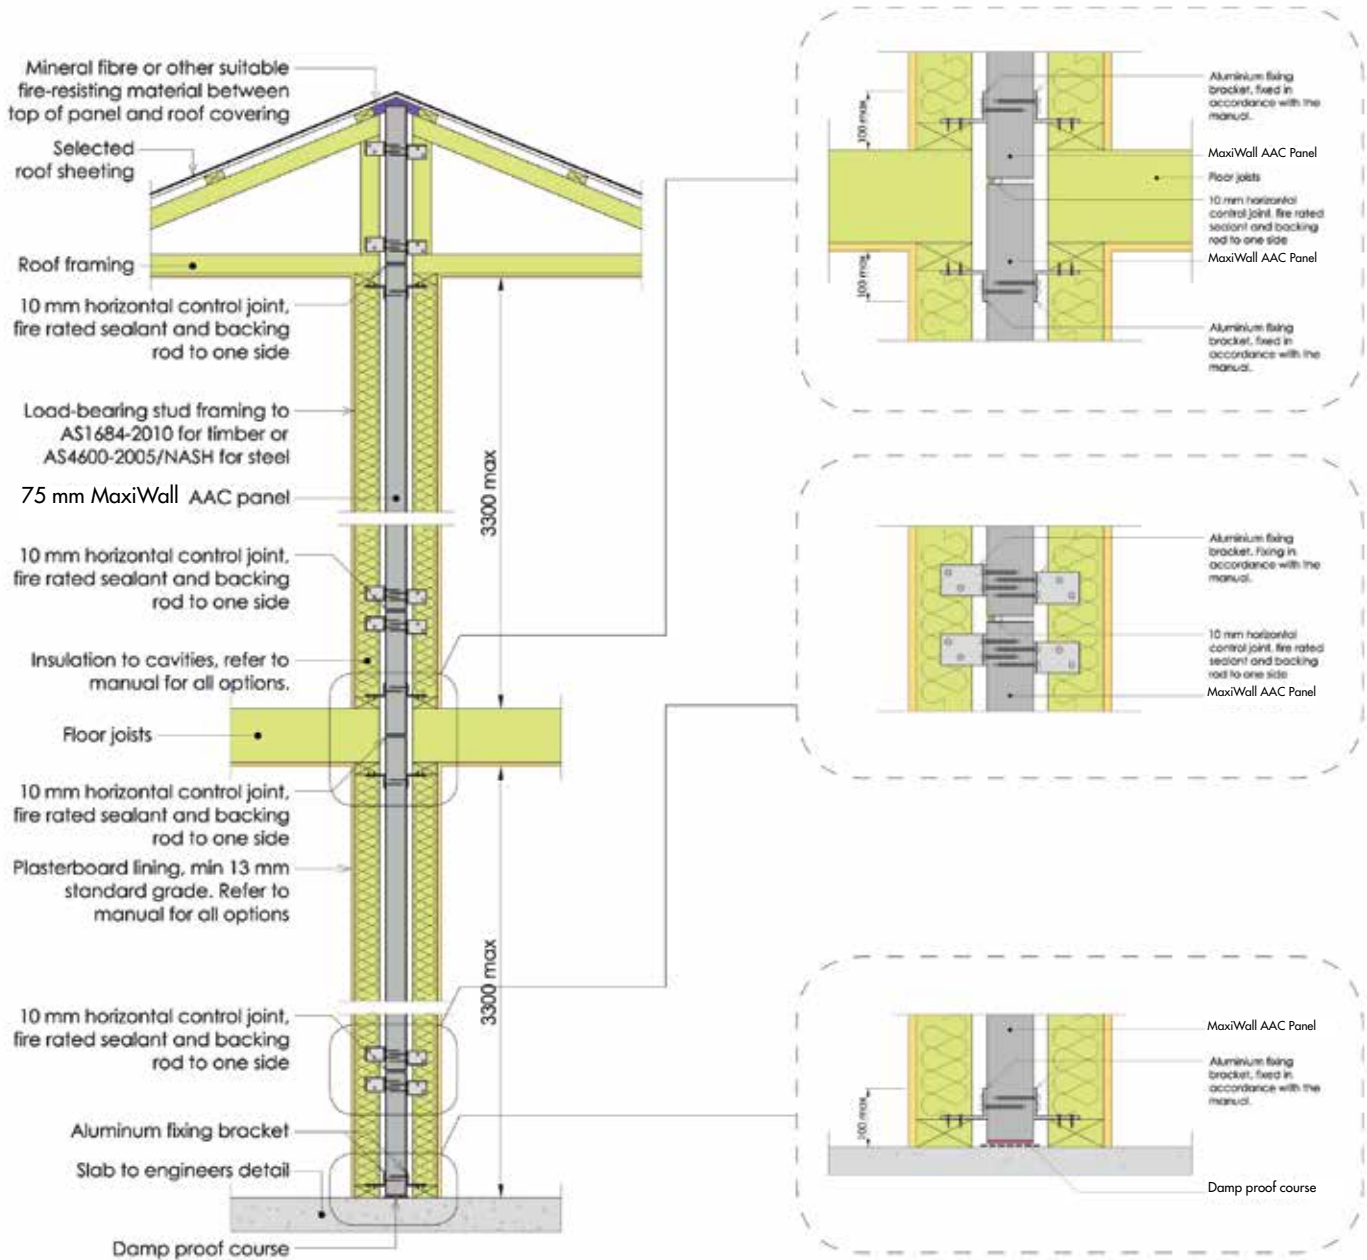 Mineral fibre or other suitable
fire-resisting material between
top of panel and roof covering
Selected
roof sheeting
Roof framing
10 mm horizontal control joint,
fire rated sealant and backing
rod to one side
Load-bearing stud framing to
AS1684-2010 for timber or
AS4600-2005/NASH for steel
75 mm MaxiWall AAC panel
10 mm horizontal control joint,
fire rated sealant and backing
rod to one side
Insulation to cavities, refer to
manual for all options.
Floor joists
10 mm horizontal control joint,
fire rated sealant and backing
rod to one side
Plasterboard lining, min 13 mm
standard grade. Refer to
manual for all options
10 mm horizontal control joint,
fire rated sealant and backing
rod to one side
Aluminum fixing bracket
Slab to engineers detail
Damp proof course
3300 max
3300 max
100 max
100 max
Aluminium fixing
bracket, fixed in
accordance with the
manual.
MaxiWall AAC Panel
Floor joists
10 mm horizontal
control joint, fire rated
sealant and backing
rod to one side
MaxiWall AAC Panel
Aluminium fixing
bracket, fixed in
accordance with the
manual.
Aluminium fixing
bracket. Fixing in
accordance with the
manual.
10 mm horizontal
control joint, fire rated
sealant and backing
rod to one side
MaxiWall AAC Panel
100 max
MaxiWall AAC Panel
Aluminium fixing
bracket, fixed in
accordance with the
manual.
Damp proof course